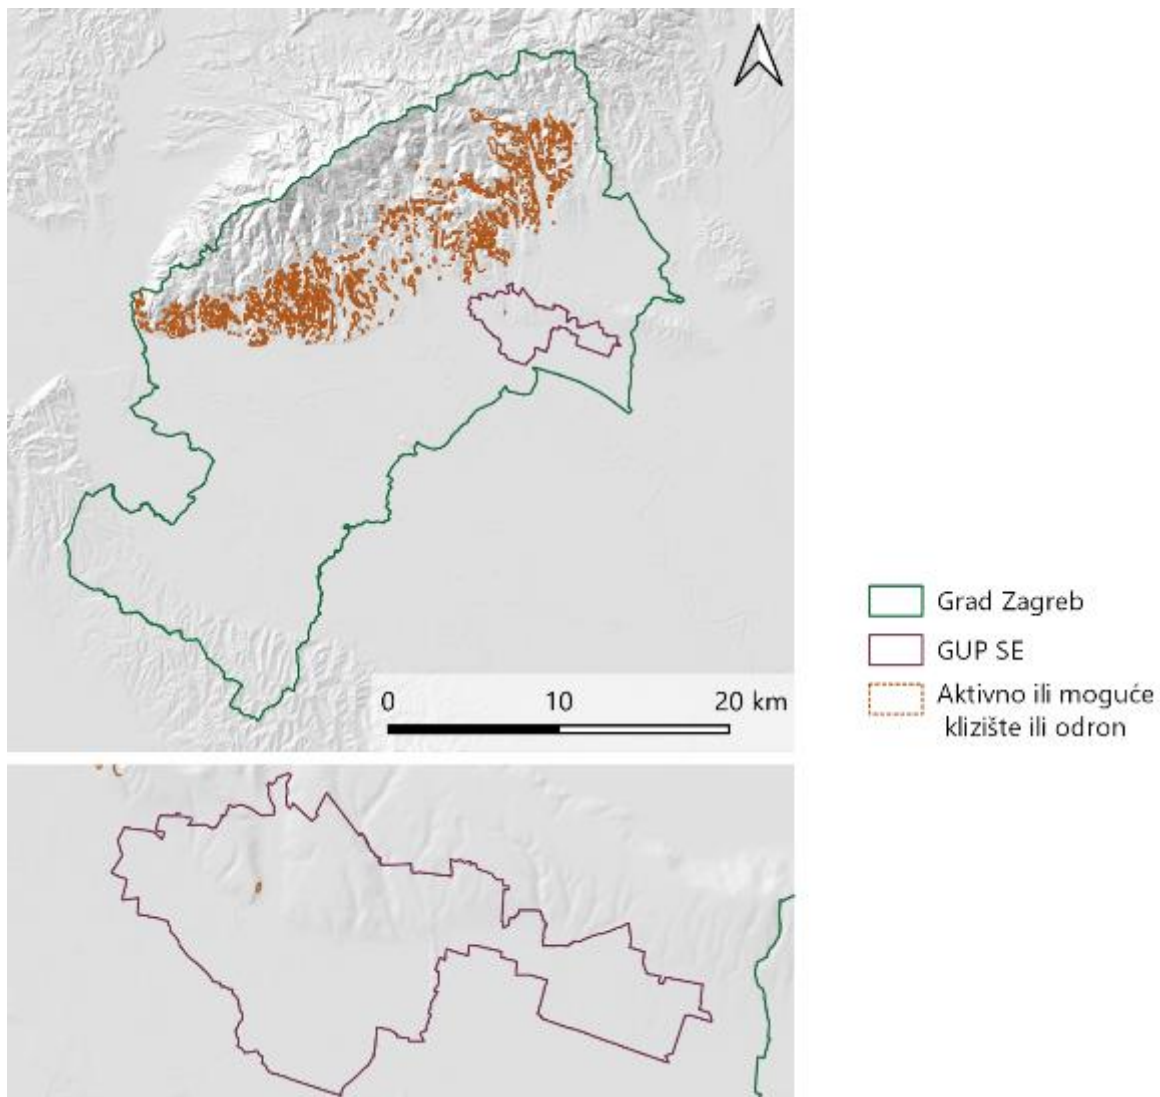 0 10 20 km
Grad Zagreb
GUP SE
Aktivno ili moguće
klizište ili odron